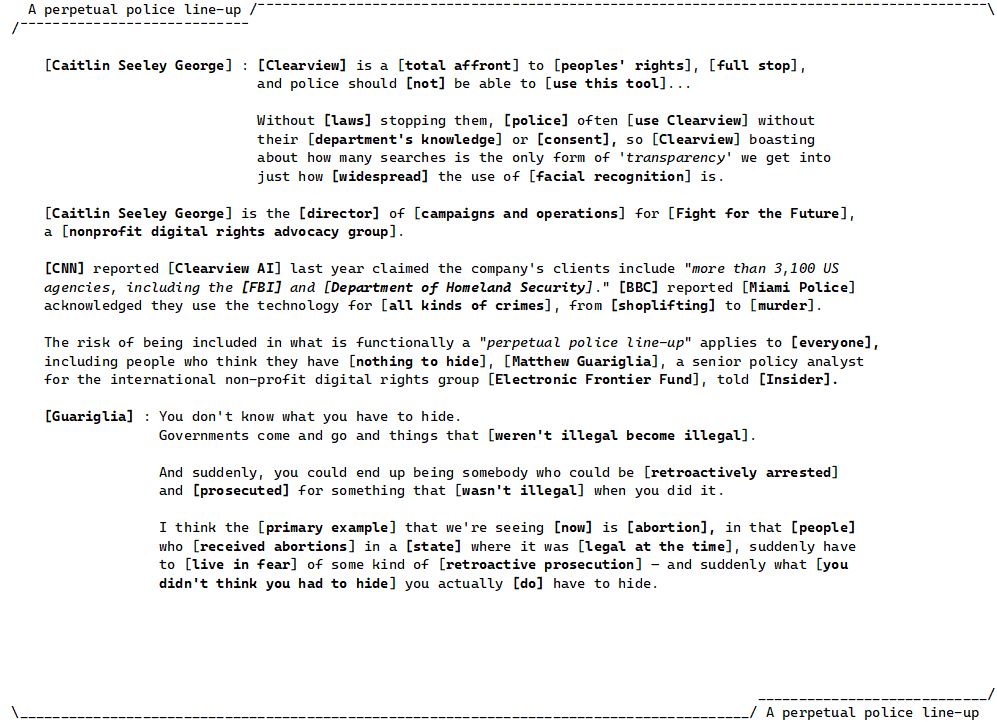 A perpetual police line-up
[Caitlin Seeley George] : [Clearview] is a [total affront] to [peoples' rights], [full stop],
and police should [not] be able to [use this tool]...
Without [laws] stopping them, [police] often [use Clearview] without
their [department's knowledge] or [consent], so [Clearview] boasting
about how many searches is the only form of 'transparency' we get into
just how [widespread] the use of [facial recognition] is.
[Caitlin Seeley George] is the [director] of [campaigns and operations] for [Fight for the Future],
a [nonprofit digital rights advocacy group].
[CNN] reported [Clearview AI] last year claimed the company's clients include "more than 3,100 US
agencies, including the [FBI] and [Department of Homeland Security]." [BBC] reported [Miami Police]
acknowledged they use the technology for [all kinds of crimes], from [shoplifting] to [murder].
The risk of being included in what is functionally a "perpetual police line-up" applies to [everyone],
including people who think they have [nothing to hide], [Matthew Guariglia], a senior policy analyst
for the international non-profit digital rights group [Electronic Frontier Fund], told [Insider].
[Guariglia] : You don't know what you have to hide.
Governments come and go and things that [weren't illegal become illegal].
And suddenly, you could end up being somebody who could be [retroactively arrested]
and [prosecuted] for something that [wasn't illegal] when you did it.
I think the [primary example] that we're seeing [now] is [abortion], in that [people]
who [received abortions] in a [state] where it was [legal at the time], suddenly have
to [live in fear] of some kind of [retroactive prosecution] — and suddenly what [you
didn't think you had to hide] you actually [do] have to hide.
A perpetual police line-up